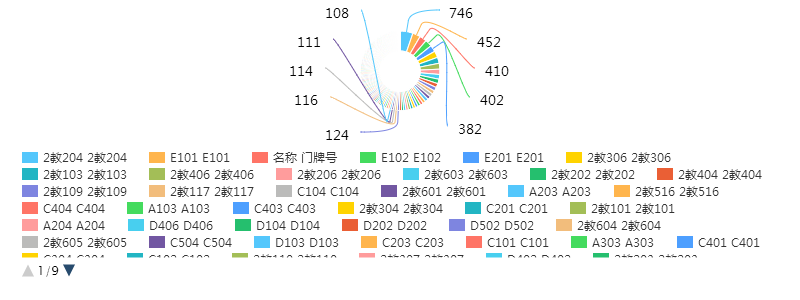 108 746
111 452
114 410
116 402
124 382
2教204 2教204 E101 E101 名称 门牌号 E102 E102 E201 E201 2教306 2教306
2教103 2教103 2教406 2教406 2教206 2教206 2教603 2教603 2教202 2教202 2教404 2教404
2教109 2教109 2教117 2教117 C104 C104 2教601 2教601 A203 A203 2教516 2教516
C404 C404 A103 A103 C403 C403 2教304 2教304 C201 C201 2教101 2教101
A204 A204 D406 D406 D104 D104 D202 D202 D502 D502 2教604 2教604
2教605 2教605 C504 C504 D103 D103 C203 C203 C101 C101 A303 A303 C401 C401
1/9